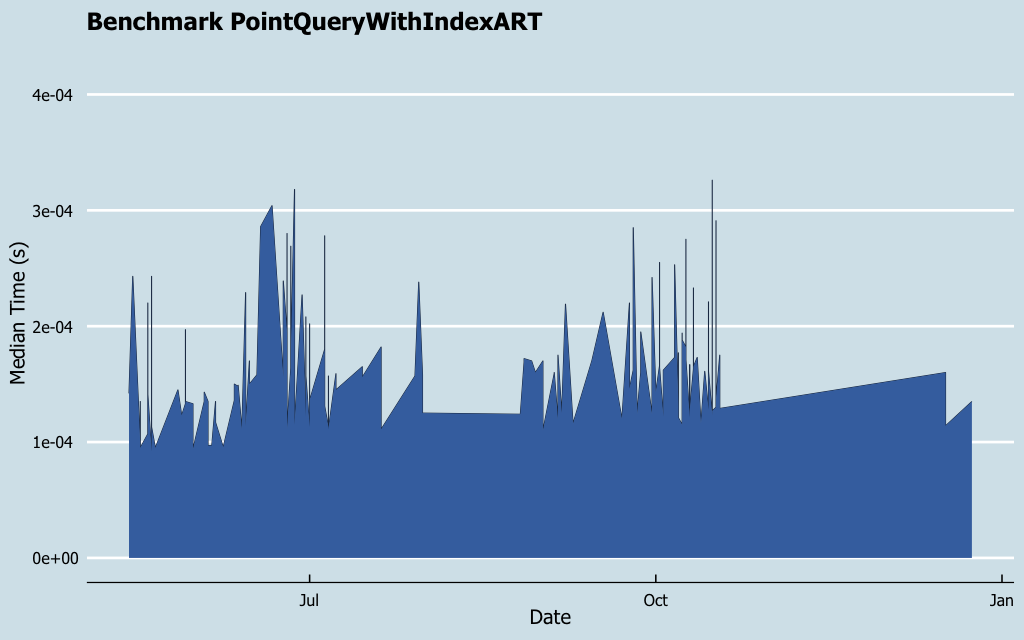 Benchmark PointQueryWithIndexART
4e-04
3e-04
2e-04
1e-04
0e+00
Median Time (s)
Jul
Oct
Jan
Date